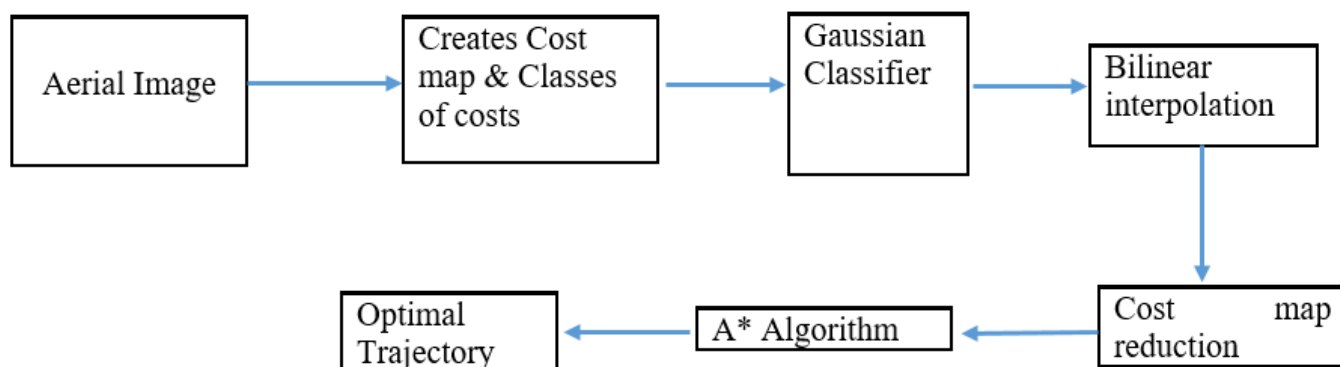 Aerial Image
Creates Cost
map & Classes
of costs
Gaussian
Classifier
Bilinear
interpolation
Cost map
reduction
A* Algorithm
Optimal
Trajectory